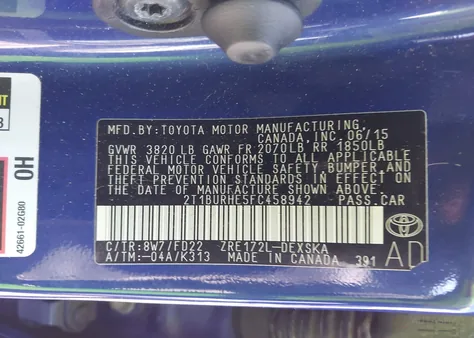 MFD.BY:TOYOTA MOTOR MANUFACTURING,
CANADA, INC. 06/15
GVWR 3820 LB GAWR FR 2070LB RR 1850LB
THIS VEHICLE CONFORMS TO ALL APPLICABLE
FEDERAL MOTOR VEHICLE SAFETY, BUMPER, AND
THEFT PREVENTION STANDARDS IN EFFECT ON
THE DATE OF MANUFACTURE SHOWN ABOVE.
2T1BURHE5FC458942 PASS.CAR
C/TR:8W7/FD22 ZRE172L-DEXSKA
A/TM:-04A/K313 MADE IN CANADA 391
AD
OH
42661-02G80